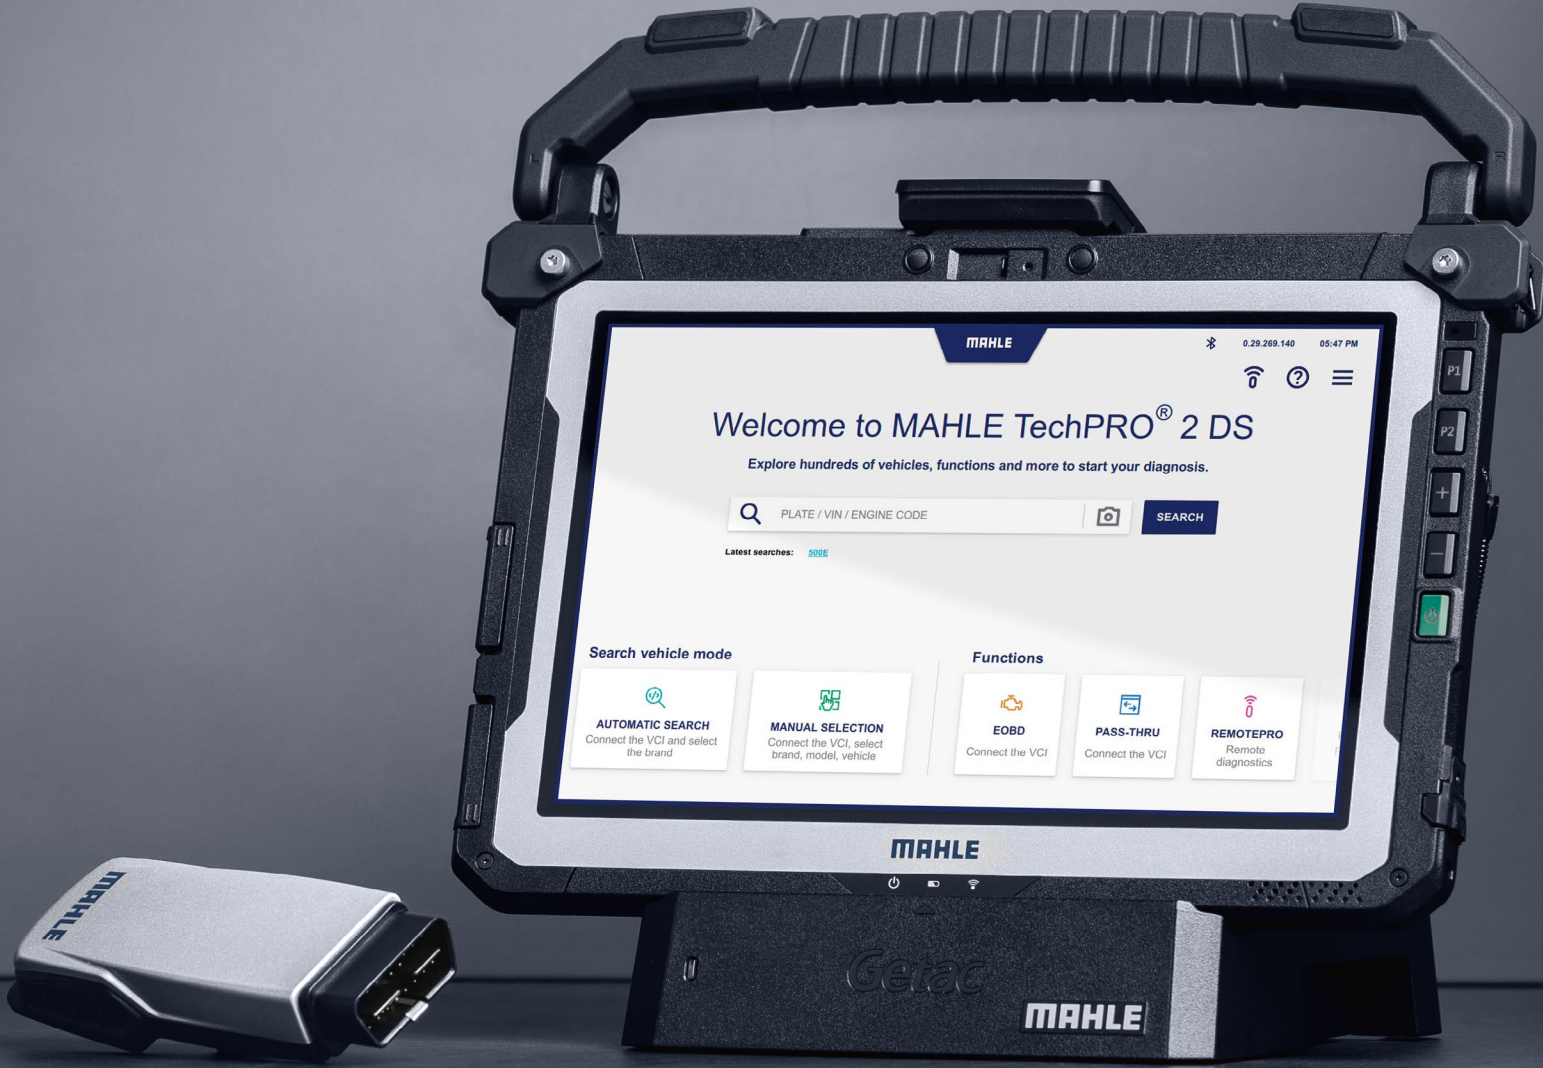 L
R
MAHLE
0.29.269.140 05:47 PM
Welcome to MAHLE TechPRO® 2 DS
Explore hundreds of vehicles, functions and more to start your diagnosis.
PLATE / VIN / ENGINE CODE
SEARCH
Latest searches: 500E
Search vehicle mode
Functions
AUTOMATIC SEARCH
Connect the VCI and select
the brand
MANUAL SELECTION
Connect the VCI, select
brand, model, vehicle
EOBD
Connect the VCI
PASS-THRU
Connect the VCI
REMOTEPRO
Remote
diagnostics
P1
P2
+
−
MAHLE
Getac
MAHLE
MAHLE